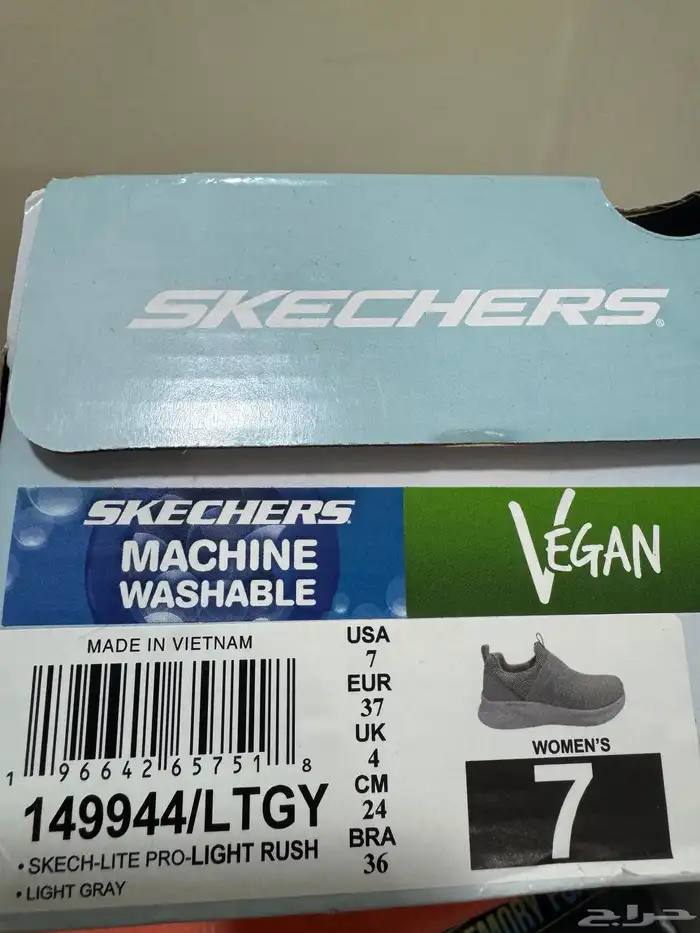 SKECHERS®
SKECHERS®
MACHINE
WASHABLE
VEGAN
MADE IN VIETNAM
1 96642 65751 8
149944/LTGY
• SKECH-LITE PRO-LIGHT RUSH
• LIGHT GRAY
USA
7
EUR
37
UK
4
CM
24
BRA
36
WOMEN'S
7
حراج